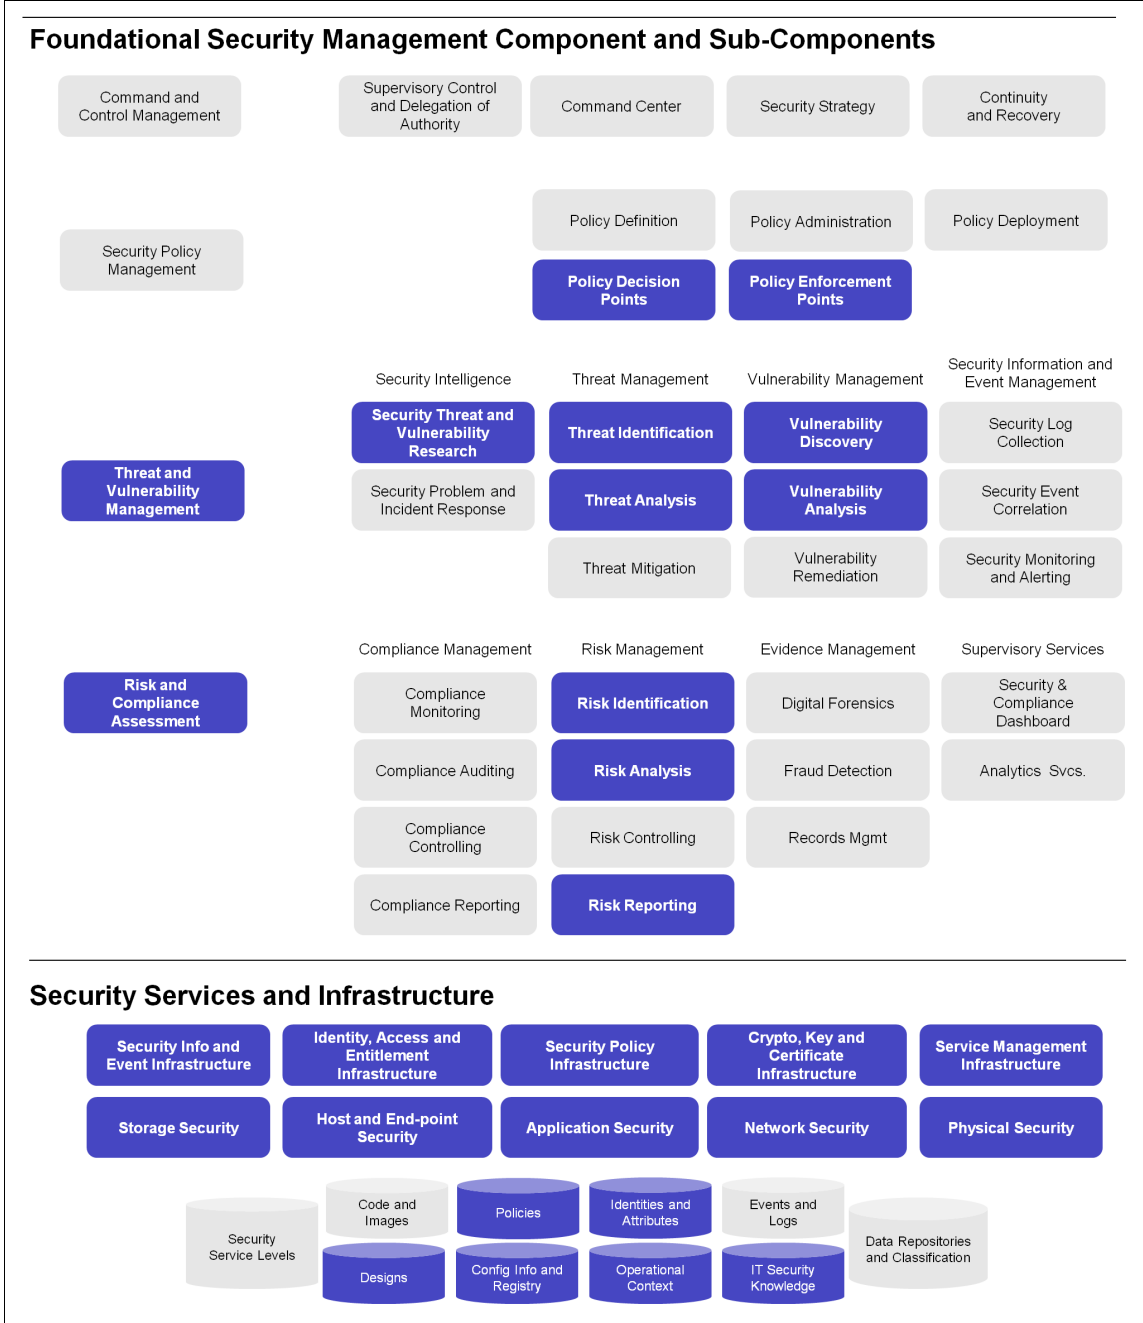 Foundational Security Management Component and Sub-Components
Command and
Control Management
Supervisory Control
and Delegation of
Authority
Command Center
Security Strategy
Continuity
and Recovery
Security Policy
Management
Policy Definition
Policy Administration
Policy Deployment
Policy Decision
Points
Policy Enforcement
Points
Threat and
Vulnerability
Management
Security Intelligence
Threat Management
Vulnerability Management
Security Information and
Event Management
Security Threat and
Vulnerability
Research
Threat Identification
Vulnerability
Discovery
Security Log
Collection
Security Problem and
Incident Response
Threat Analysis
Vulnerability
Analysis
Security Event
Correlation
Threat Mitigation
Vulnerability
Remediation
Security Monitoring
and Alerting
Risk and
Compliance
Assessment
Compliance Management
Risk Management
Evidence Management
Supervisory Services
Compliance
Monitoring
Risk Identification
Digital Forensics
Security &
Compliance
Dashboard
Compliance Auditing
Risk Analysis
Fraud Detection
Analytics Svcs.
Compliance
Controlling
Risk Controlling
Records Mgmt
Compliance Reporting
Risk Reporting
Security Services and Infrastructure
Security Info and
Event Infrastructure
Identity, Access and
Entitlement
Infrastructure
Security Policy
Infrastructure
Crypto, Key and
Certificate
Infrastructure
Service Management
Infrastructure
Storage Security
Host and End-point
Security
Application Security
Network Security
Physical Security
Security
Service Levels
Code and
Images
Policies
Identities and
Attributes
Events and
Logs
Data Repositories
and Classification
Designs
Config Info and
Registry
Operational
Context
IT Security
Knowledge